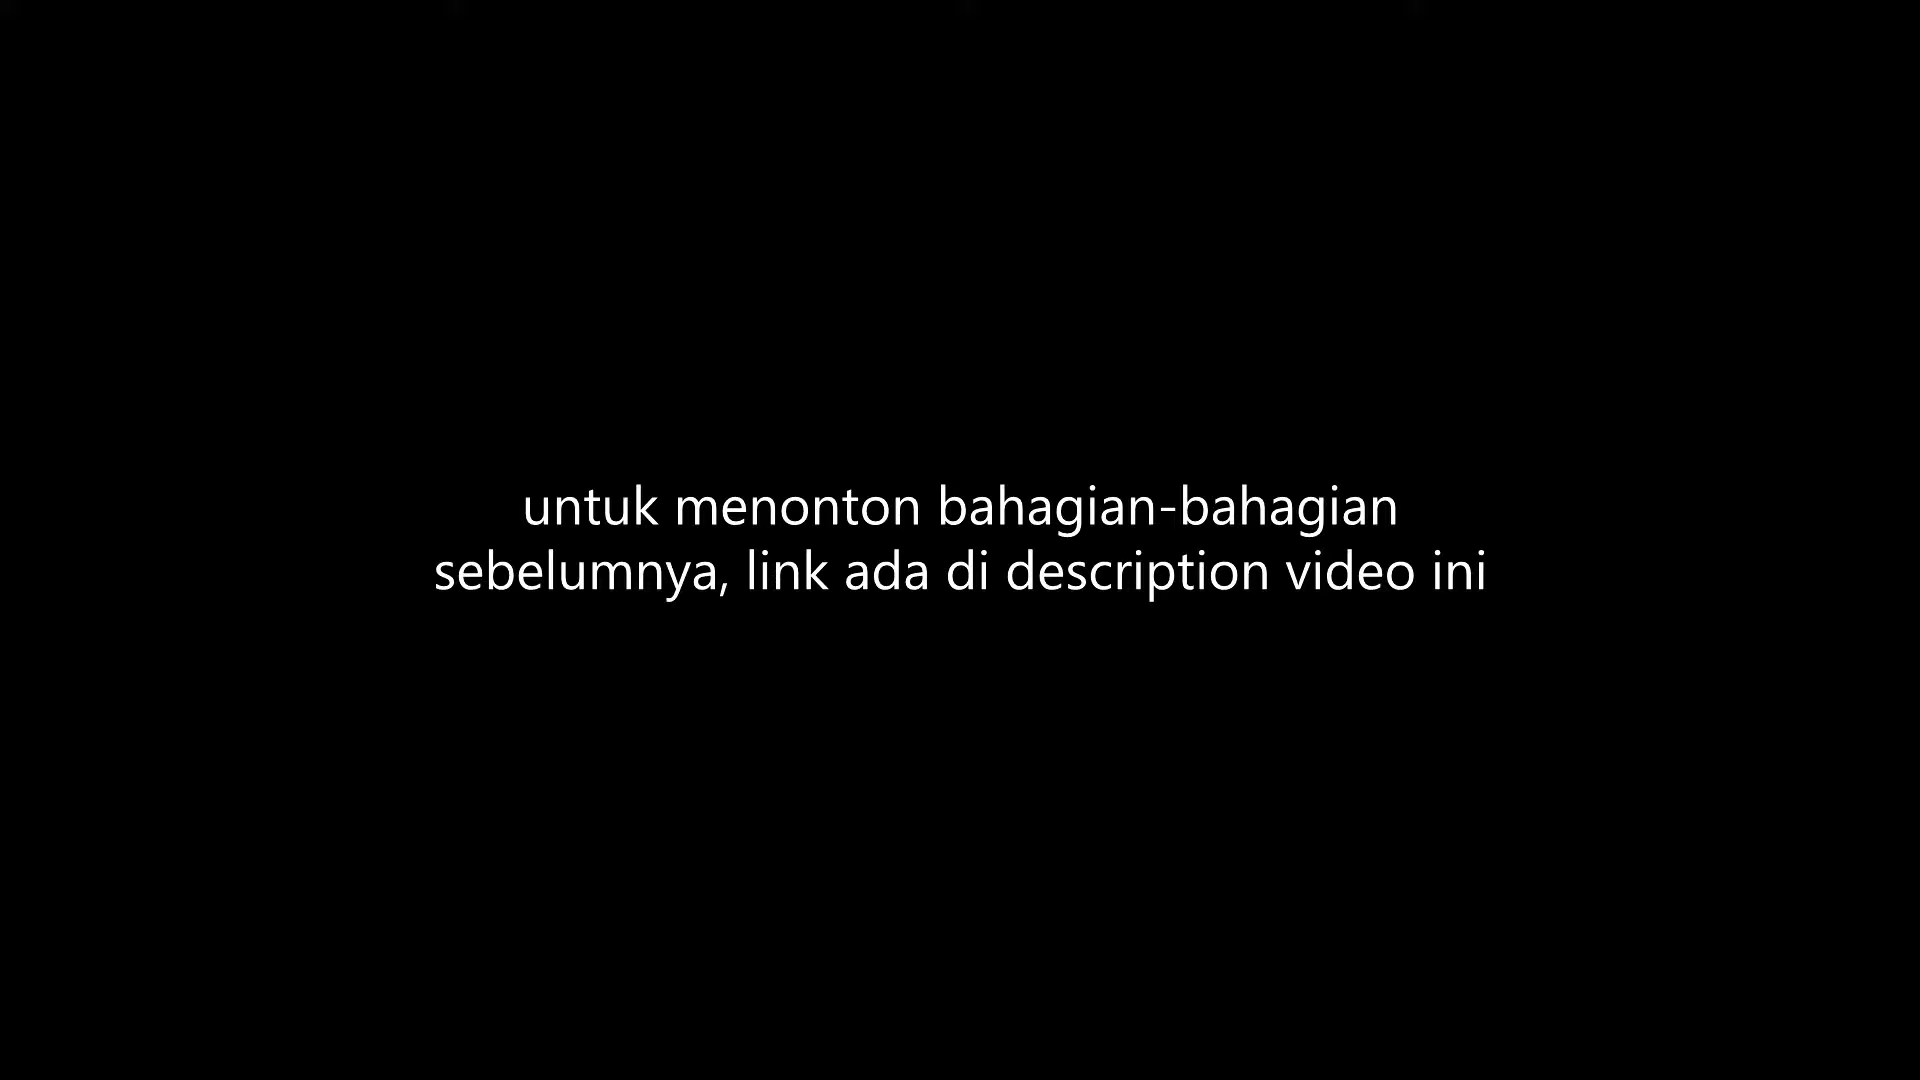 untuk menonton bahagian-bahagian
sebelumnya, link ada di description video ini